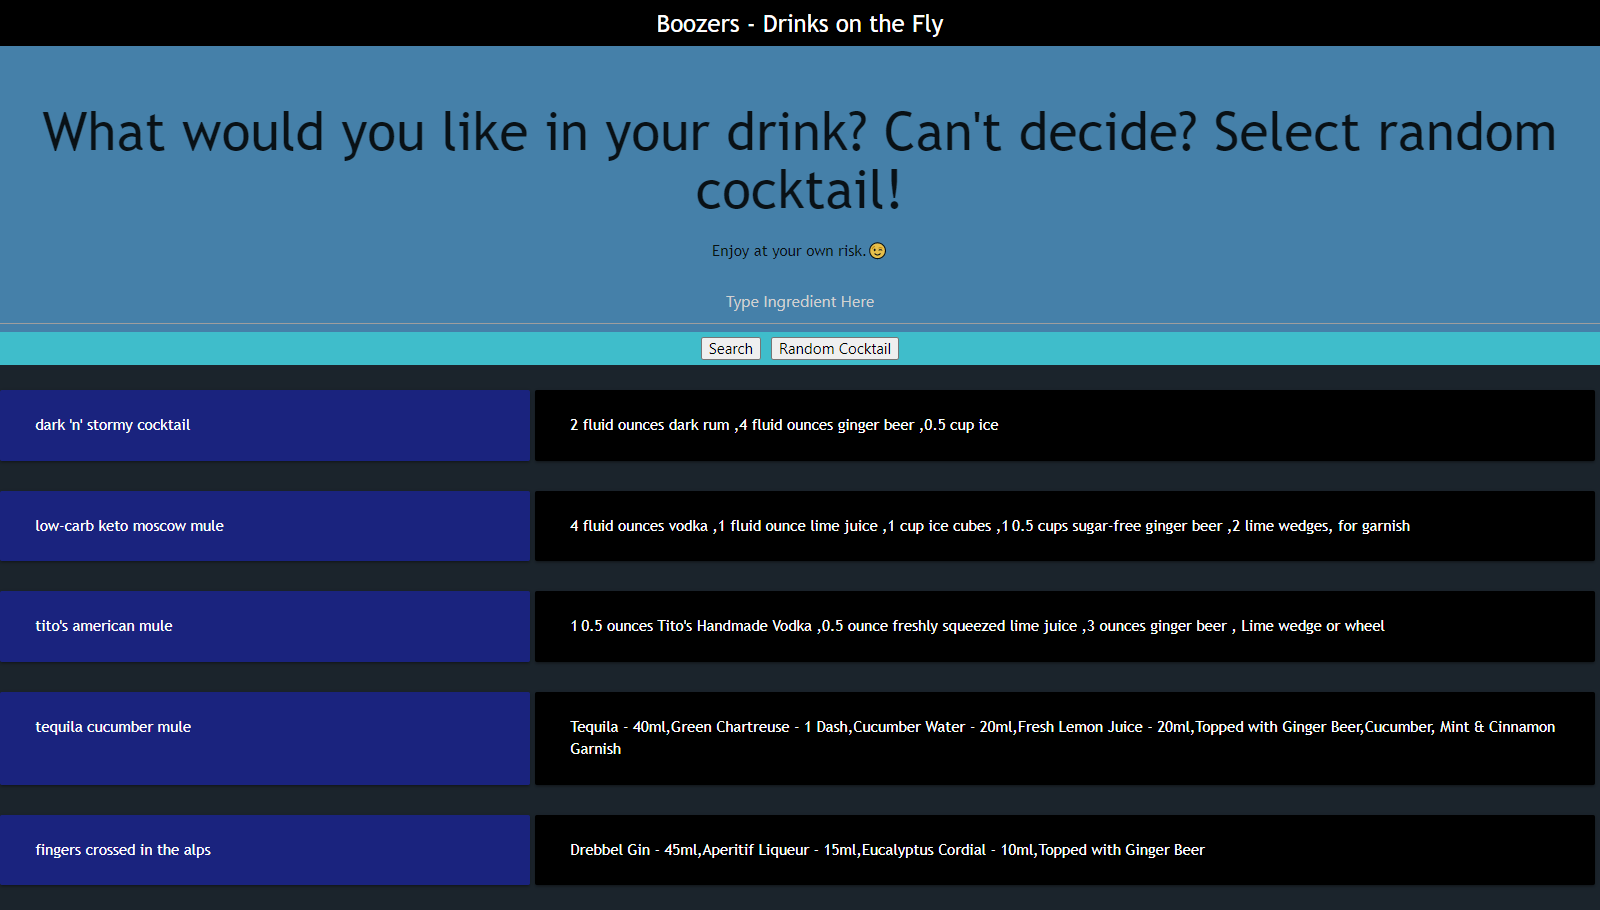 Boozers - Drinks on the Fly
What would you like in your drink? Can't decide? Select random
cocktail!
Enjoy at your own risk.😉
Type Ingredient Here
Search Random Cocktail
dark 'n' stormy cocktail
2 fluid ounces dark rum ,4 fluid ounces ginger beer ,0.5 cup ice
low-carb keto moscow mule
4 fluid ounces vodka ,1 fluid ounce lime juice ,1 cup ice cubes ,1 0.5 cups sugar-free ginger beer ,2 lime wedges, for garnish
tito's american mule
1 0.5 ounces Tito's Handmade Vodka ,0.5 ounce freshly squeezed lime juice ,3 ounces ginger beer , Lime wedge or wheel
tequila cucumber mule
Tequila - 40ml,Green Chartreuse - 1 Dash,Cucumber Water - 20ml,Fresh Lemon Juice - 20ml,Topped with Ginger Beer,Cucumber, Mint & Cinnamon
Garnish
fingers crossed in the alps
Drebbel Gin - 45ml,Aperitif Liqueur - 15ml,Eucalyptus Cordial - 10ml,Topped with Ginger Beer